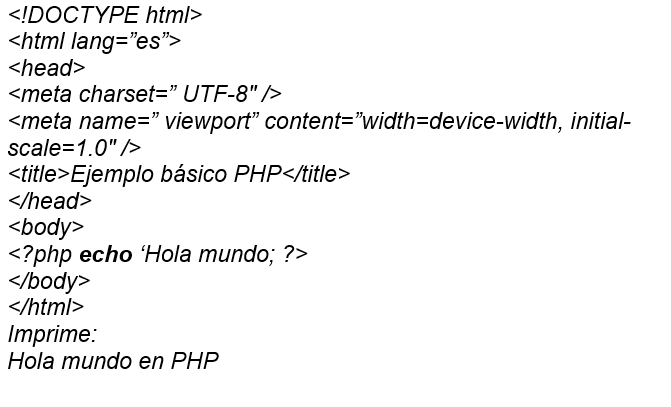 <!DOCTYPE html>
<html lang=”es”>
<head>
<meta charset=” UTF-8" />
<meta name=” viewport” content=”width=device-width, initial-
scale=1.0" />
<title>Ejemplo básico PHP</title>
</head>
<body>
<?php echo ‘Hola mundo; ?>
</body>
</html>
Imprime:
Hola mundo en PHP